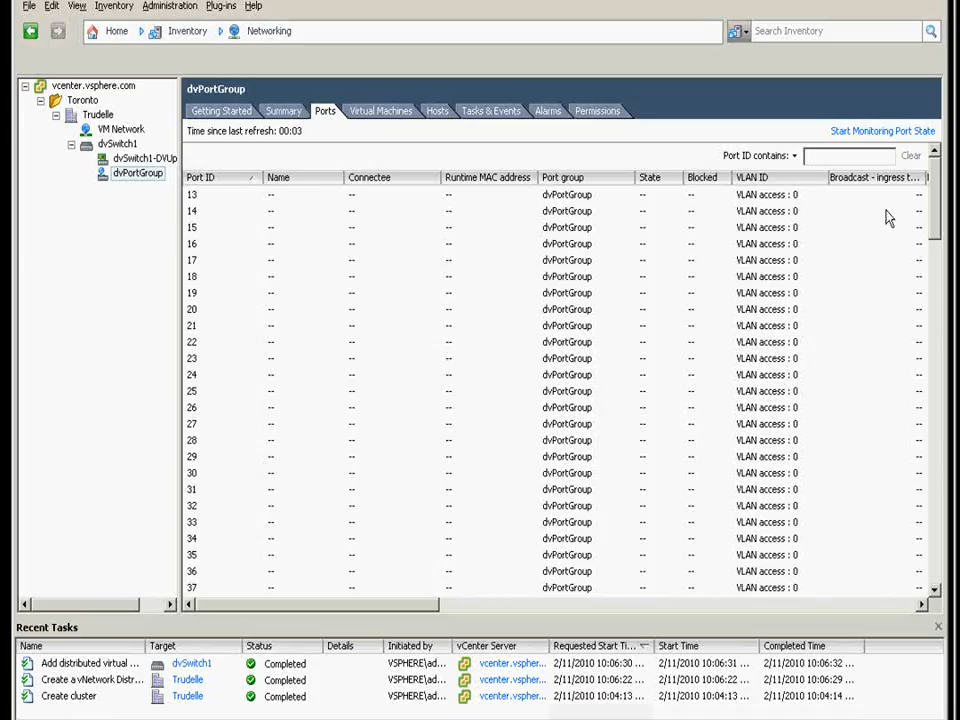 File Edit View Inventory Administration Plug-ins Help
Home Inventory Networking Search Inventory
vcenter.vsphere.com
Toronto
Trudelle
VM Network
dvSwitch1
dvSwitch1-DVUp
dvPortGroup
dvPortGroup
Getting Started Summary Ports Virtual Machines Hosts Tasks & Events Alarms Permissions
Time since last refresh: 00:03 Start Monitoring Port State
Port ID contains: Clear
Port ID Name Connectee Runtime MAC address Port group State Blocked VLAN ID Broadcast - ingress t...
13 -- -- -- dvPortGroup -- -- VLAN access : 0 --
14 -- -- -- dvPortGroup -- -- VLAN access : 0 --
15 -- -- -- dvPortGroup -- -- VLAN access : 0 --
16 -- -- -- dvPortGroup -- -- VLAN access : 0 --
17 -- -- -- dvPortGroup -- -- VLAN access : 0 --
18 -- -- -- dvPortGroup -- -- VLAN access : 0 --
19 -- -- -- dvPortGroup -- -- VLAN access : 0 --
20 -- -- -- dvPortGroup -- -- VLAN access : 0 --
21 -- -- -- dvPortGroup -- -- VLAN access : 0 --
22 -- -- -- dvPortGroup -- -- VLAN access : 0 --
23 -- -- -- dvPortGroup -- -- VLAN access : 0 --
24 -- -- -- dvPortGroup -- -- VLAN access : 0 --
25 -- -- -- dvPortGroup -- -- VLAN access : 0 --
26 -- -- -- dvPortGroup -- -- VLAN access : 0 --
27 -- -- -- dvPortGroup -- -- VLAN access : 0 --
28 -- -- -- dvPortGroup -- -- VLAN access : 0 --
29 -- -- -- dvPortGroup -- -- VLAN access : 0 --
30 -- -- -- dvPortGroup -- -- VLAN access : 0 --
31 -- -- -- dvPortGroup -- -- VLAN access : 0 --
32 -- -- -- dvPortGroup -- -- VLAN access : 0 --
33 -- -- -- dvPortGroup -- -- VLAN access : 0 --
34 -- -- -- dvPortGroup -- -- VLAN access : 0 --
35 -- -- -- dvPortGroup -- -- VLAN access : 0 --
36 -- -- -- dvPortGroup -- -- VLAN access : 0 --
37 -- -- -- dvPortGroup -- -- VLAN access : 0 --
Recent Tasks
Name Target Status Details Initiated by vCenter Server Requested Start Ti... Start Time Completed Time
Add distributed virtual ... dvSwitch1 Completed VSPHERE\ad... vcenter.vspher... 2/11/2010 10:06:30 ... 2/11/2010 10:06:31 ... 2/11/2010 10:06:32 ...
Create a vNetwork Distr... Trudelle Completed VSPHERE\ad... vcenter.vspher... 2/11/2010 10:06:22 ... 2/11/2010 10:06:22 ... 2/11/2010 10:06:29 ...
Create cluster Trudelle Completed VSPHERE\ad... vcenter.vspher... 2/11/2010 10:04:13 ... 2/11/2010 10:04:13 ... 2/11/2010 10:04:14 ...